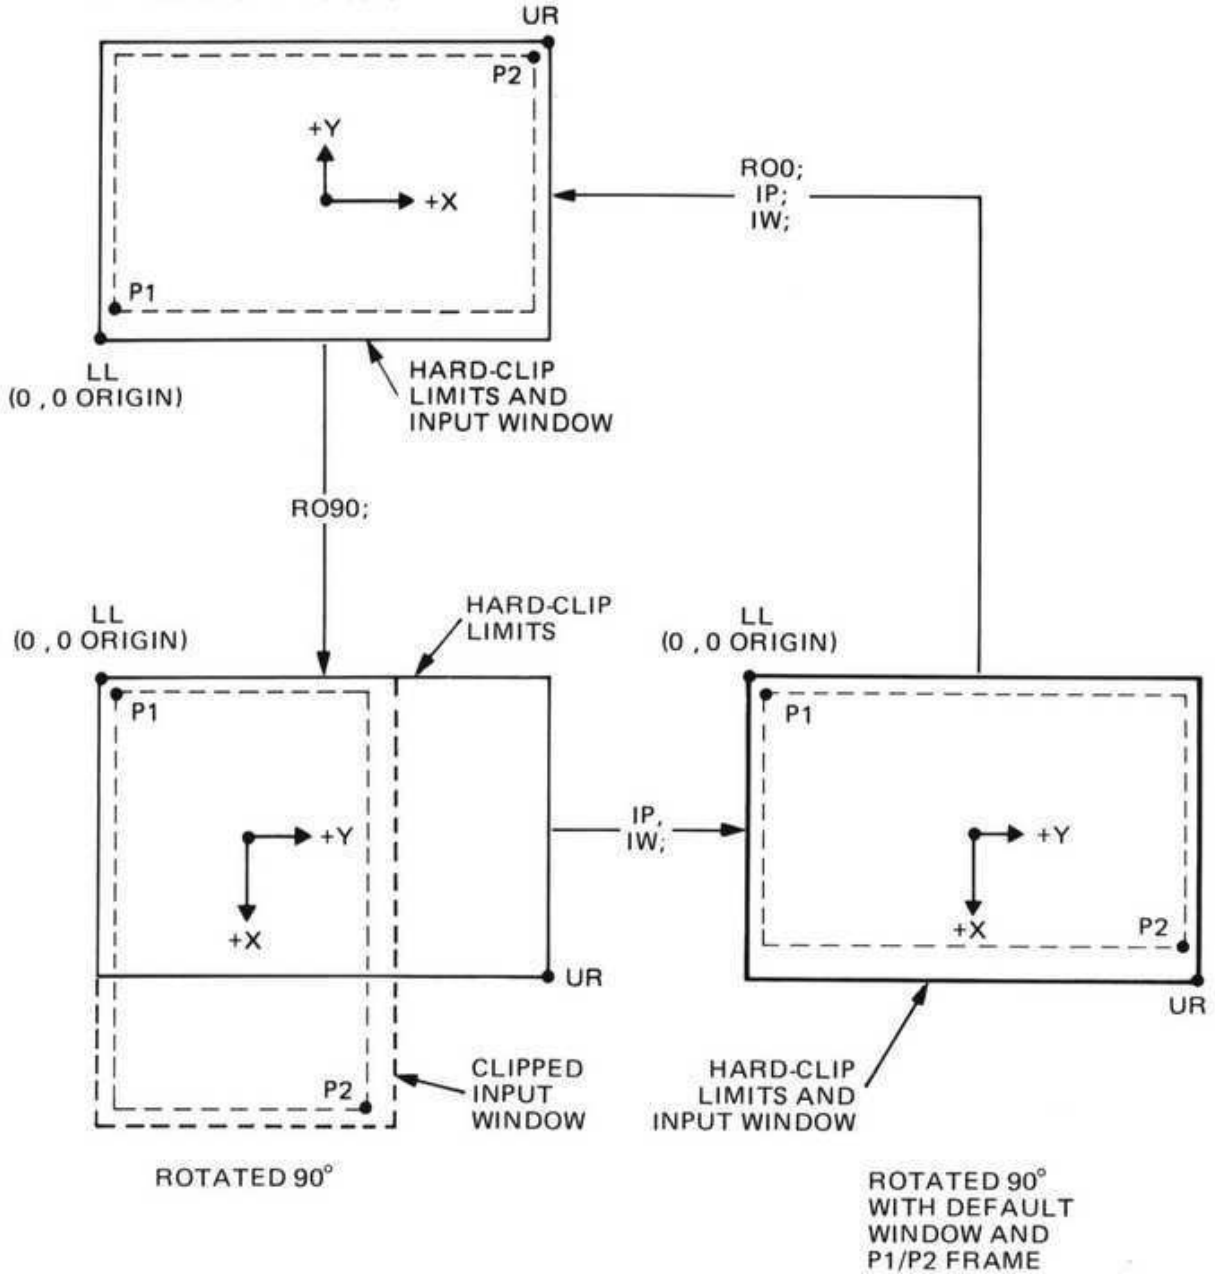 UR
P2
+Y
+X
P1
LL
(0 ,0 ORIGIN)
HARD-CLIP
LIMITS AND
INPUT WINDOW
RO0;
IP;
IW;
RO90;
LL
(0 ,0 ORIGIN)
HARD-CLIP
LIMITS
P1
+Y
+X
UR
P2
CLIPPED
INPUT
WINDOW
ROTATED 90°
IP,
IW;
LL
(0 ,0 ORIGIN)
P1
+Y
+X
P2
UR
HARD-CLIP
LIMITS AND
INPUT WINDOW
ROTATED 90°
WITH DEFAULT
WINDOW AND
P1/P2 FRAME